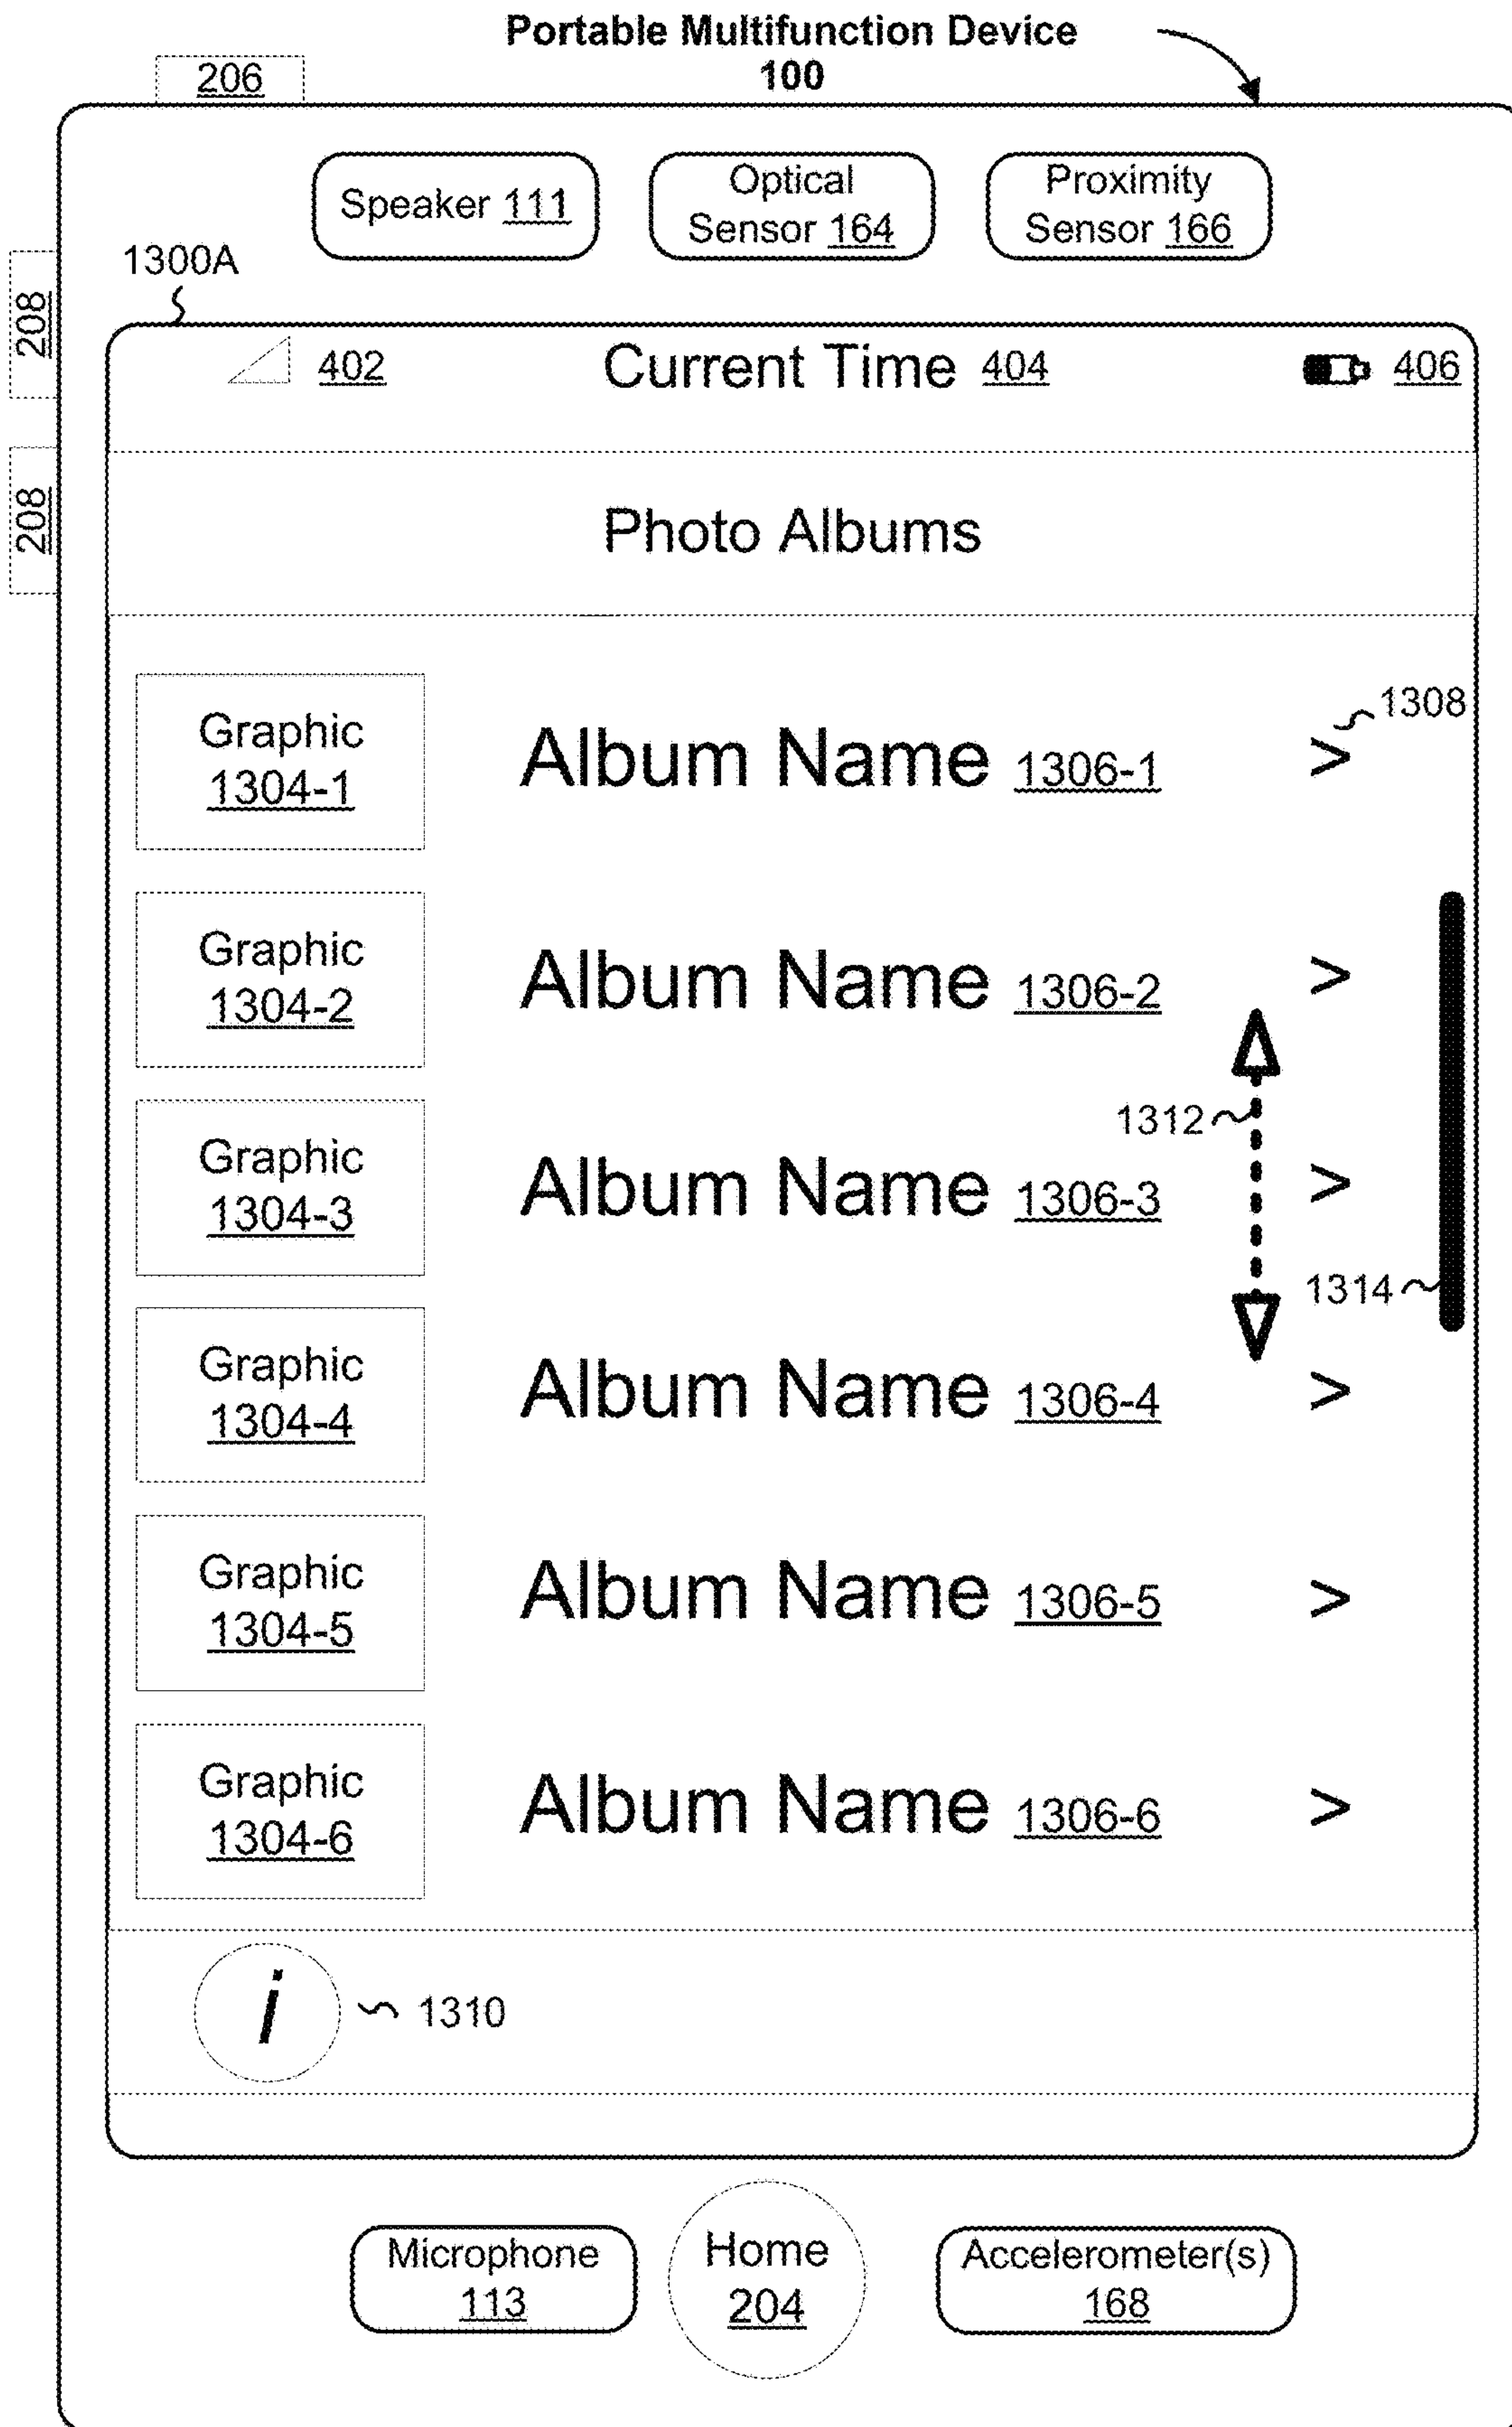 Portable Multifunction Device
100
206
Speaker 111
Optical
Sensor 164
Proximity
Sensor 166
1300A
208
208
402
Current Time 404
406
Photo Albums
Graphic
1304-1
Album Name 1306-1
>
1308
Graphic
1304-2
Album Name 1306-2
>
1312
Graphic
1304-3
Album Name 1306-3
>
1314
Graphic
1304-4
Album Name 1306-4
>
Graphic
1304-5
Album Name 1306-5
>
Graphic
1304-6
Album Name 1306-6
>
i
1310
Microphone
113
Home
204
Accelerometer(s)
168